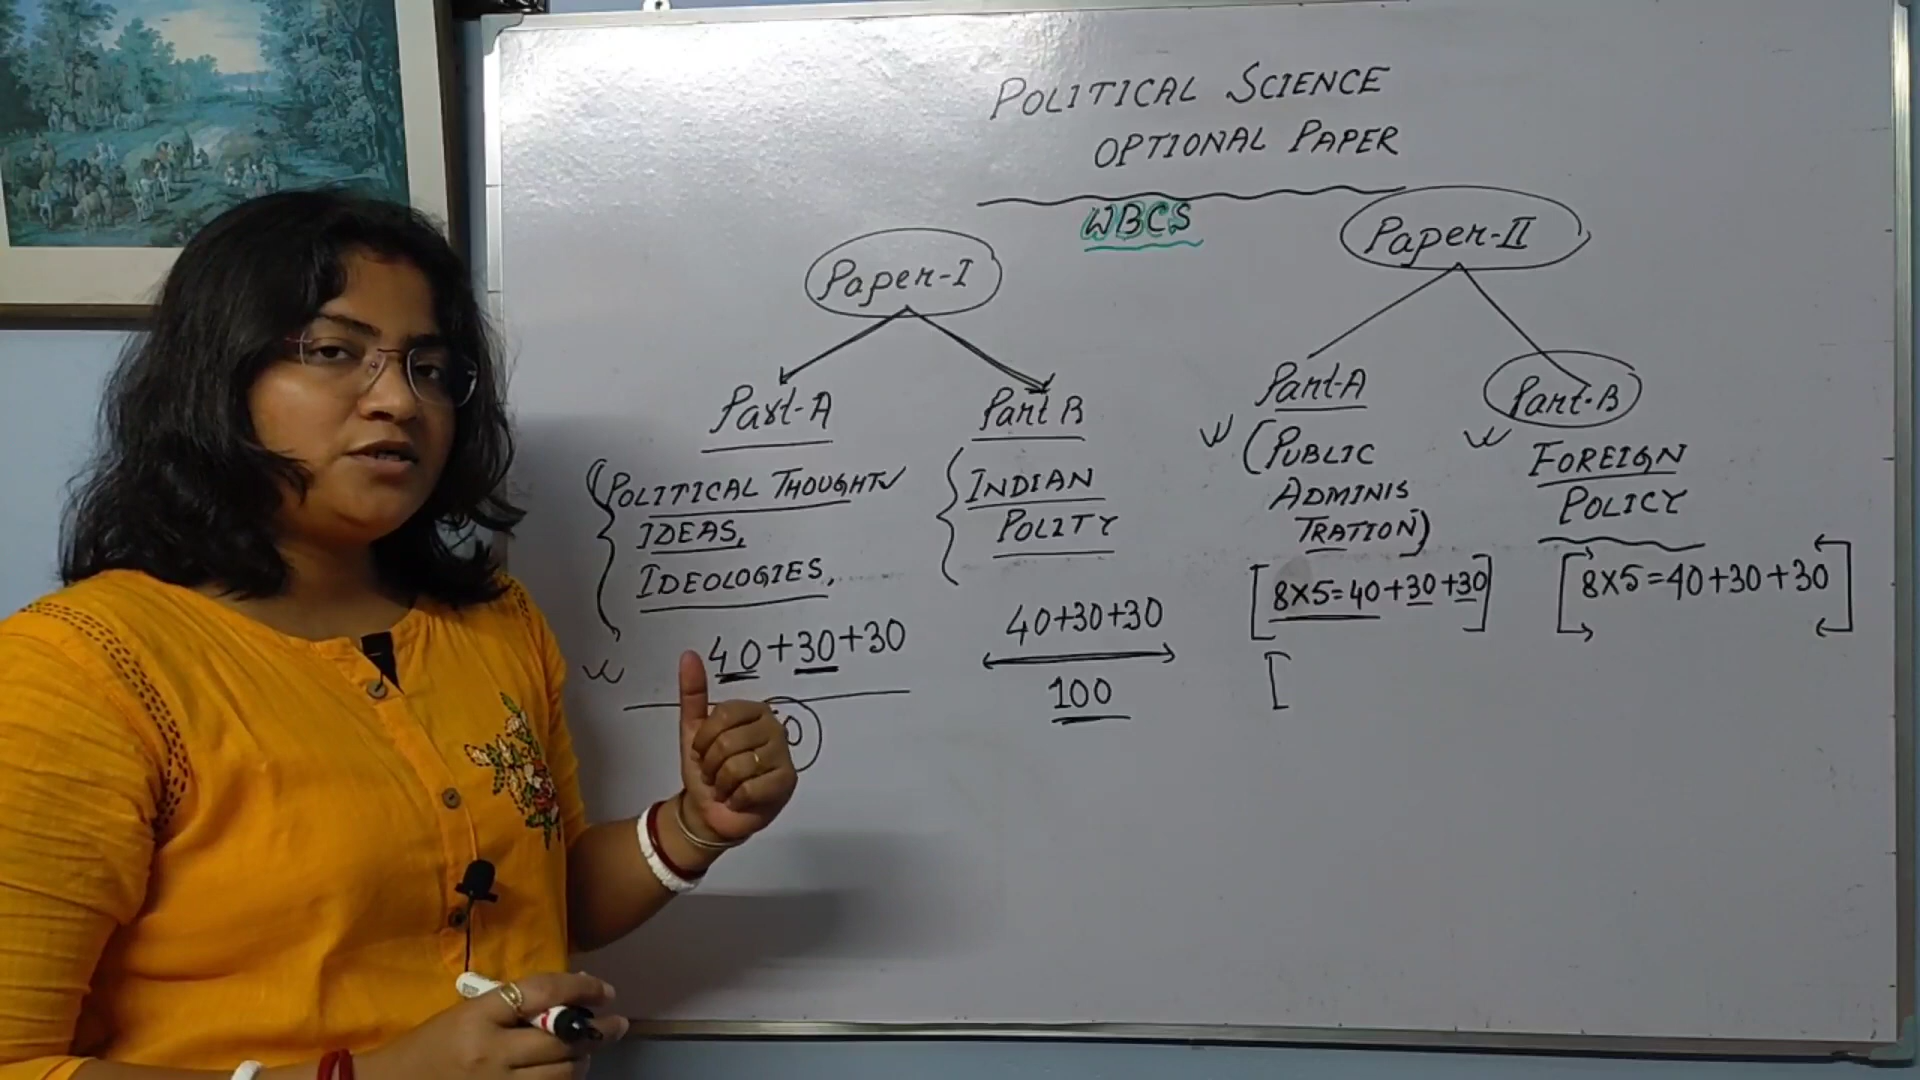 POLITICAL SCIENCE
OPTIONAL PAPER
WBCS
Paper-I
Part-A
POLITICAL THOUGHT
IDEAS,
IDEOLOGIES,
40+30+30
Part B
INDIAN
POLITY
40+30+30
100
Paper-II
Part-A
(PUBLIC
ADMINIS
TRATION)
[8X5=40+30+30]
[
Part-B
FOREIGN
POLICY
[8X5=40+30+30]